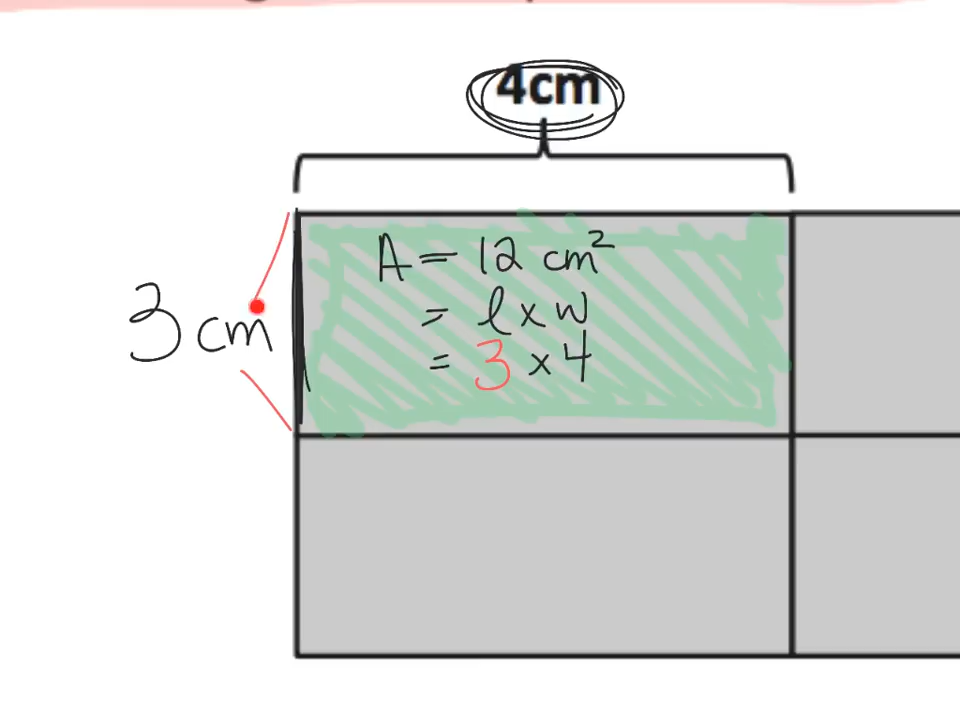 4cm
A = 12 cm²
= l x w
3 cm
= 3 x 4